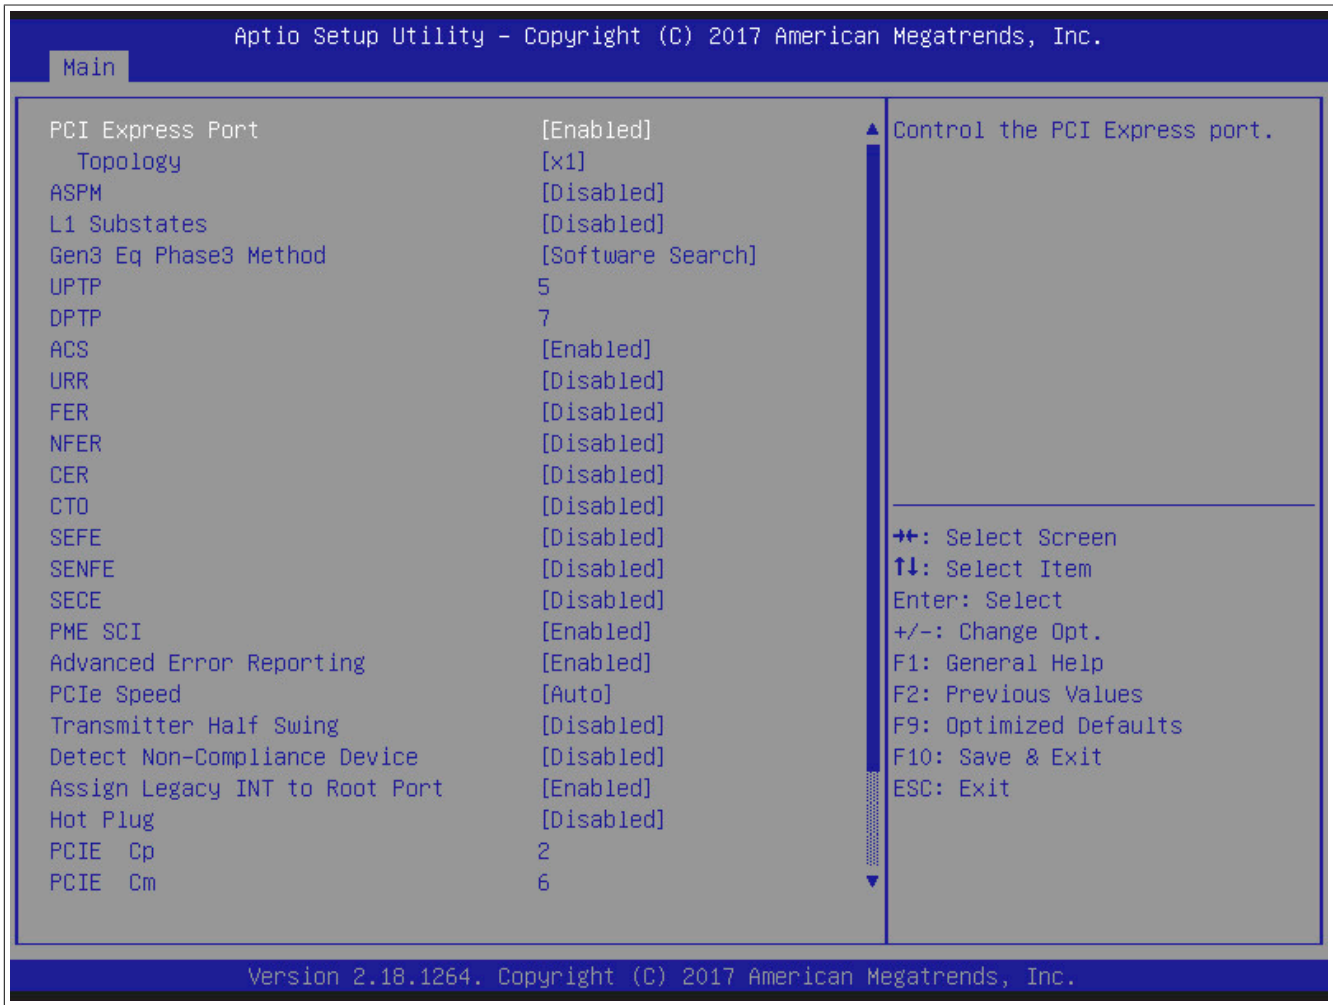 Aptio Setup Utility – Copyright (C) 2017 American Megatrends, Inc.
Main
PCI Express Port [Enabled]
Topology [x1]
ASPM [Disabled]
L1 Substates [Disabled]
Gen3 Eq Phase3 Method [Software Search]
UPTP 5
DPTP 7
ACS [Enabled]
URR [Disabled]
FER [Disabled]
NFER [Disabled]
CER [Disabled]
CTO [Disabled]
SEFE [Disabled]
SENFE [Disabled]
SECE [Disabled]
PME SCI [Enabled]
Advanced Error Reporting [Enabled]
PCIe Speed [Auto]
Transmitter Half Swing [Disabled]
Detect Non-Compliance Device [Disabled]
Assign Legacy INT to Root Port [Enabled]
Hot Plug [Disabled]
PCIE Cp 2
PCIE Cm 6
Control the PCI Express port.
→←: Select Screen
↑↓: Select Item
Enter: Select
+/-: Change Opt.
F1: General Help
F2: Previous Values
F9: Optimized Defaults
F10: Save & Exit
ESC: Exit
Version 2.18.1264. Copyright (C) 2017 American Megatrends, Inc.